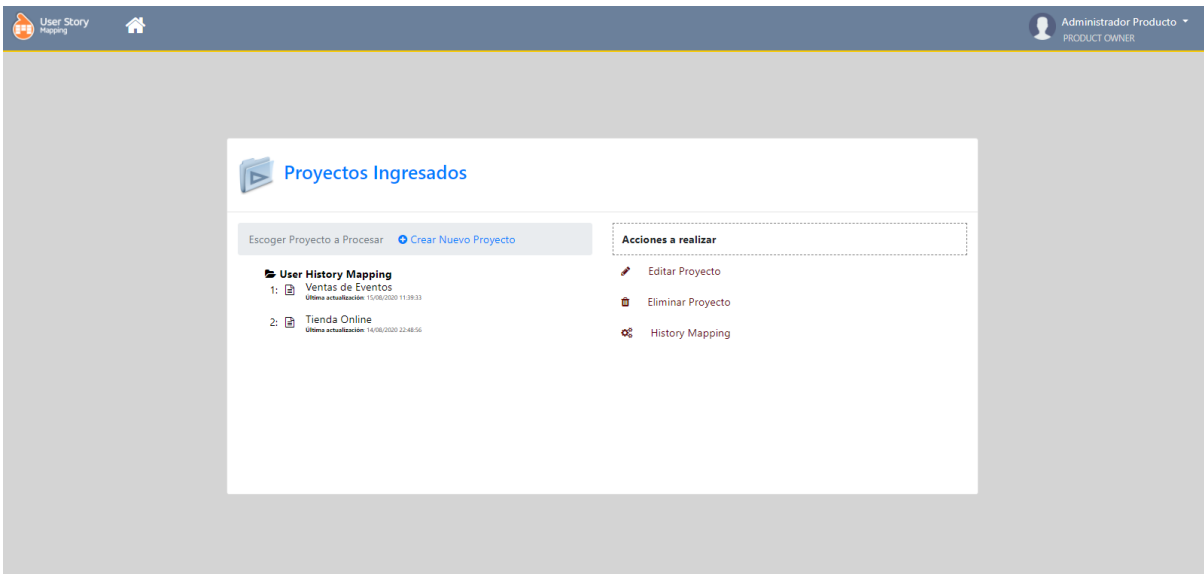 User Story
Mapping
Administrador Producto
PRODUCT OWNER
Proyectos Ingresados
Escoger Proyecto a Procesar Crear Nuevo Proyecto
Acciones a realizar
User History Mapping
1: Ventas de Eventos
Última actualización: 15/08/2020 11:39:33
2: Tienda Online
Última actualización: 14/08/2020 22:48:56
Editar Proyecto
Eliminar Proyecto
History Mapping